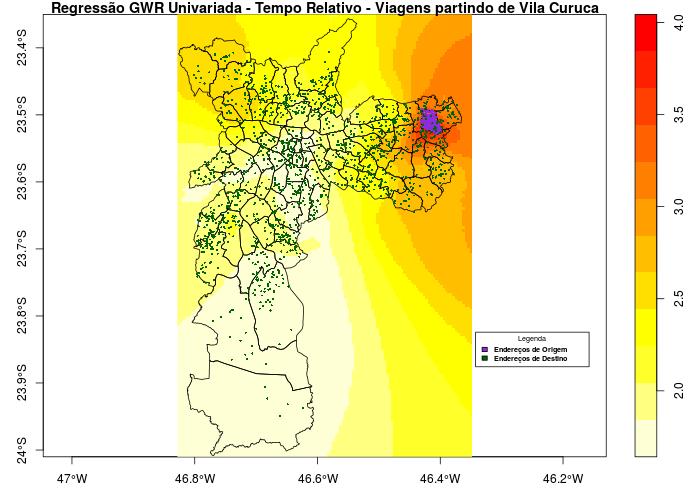 Regressão GWR Univariada - Tempo Relativo - Viagens partindo de Vila Curuca
4.0
23.4°S
3.5
23.5°S
23.6°S
3.0
23.7°S
2.5
23.8°S
Legenda
Endereços de Origem
Endereços de Destino
23.9°S
2.0
24°S
47°W
46.8°W
46.6°W
46.4°W
46.2°W